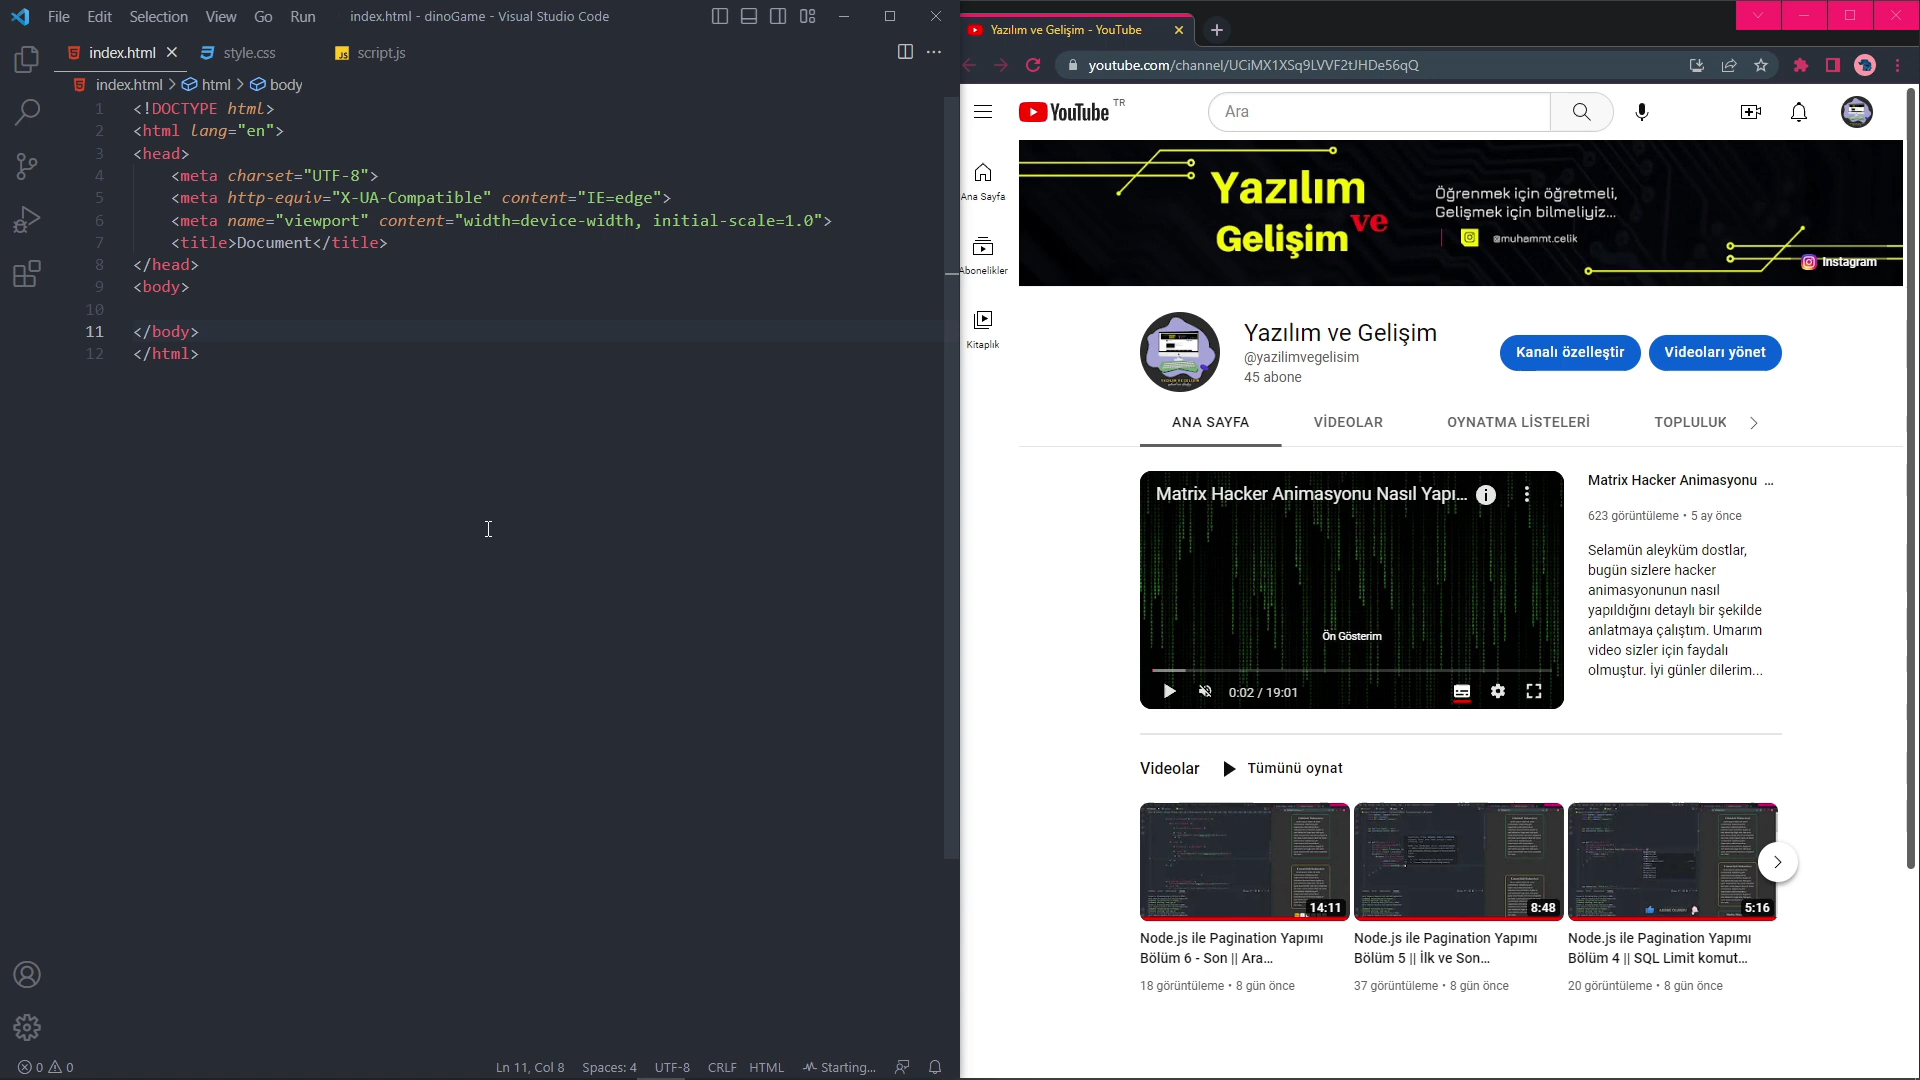 File Edit Selection View Go Run index.html - dinoGame - Visual Studio Code
index.html style.css script.js
index.html > html > body
1 <!DOCTYPE html>
2 <html lang="en">
3 <head>
4 <meta charset="UTF-8">
5 <meta http-equiv="X-UA-Compatible" content="IE=edge">
6 <meta name="viewport" content="width=device-width, initial-scale=1.0">
7 <title>Document</title>
8 </head>
9 <body>
10
11 </body>
12 </html>
0 0 Ln 11, Col 8 Spaces: 4 UTF-8 CRLF HTML Starting...
Yazılım ve Gelişim - YouTube
youtube.com/channel/UCiMX1XSq9LVVF2tJHDe56qQ
YouTube TR
Ara
Ana Sayfa
Abonelikler
Kitaplık
Yazılım
ve
Gelişim
Öğrenmek için öğretmeli,
Gelişmek için bilmeliyiz...
@muhammt.celik
Instagram
Yazılım ve Gelişim
@yazilimvegelisim
45 abone
Kanalı özelleştir Videoları yönet
ANA SAYFA VİDEOLAR OYNATMA LİSTELERİ TOPLULUK
Matrix Hacker Animasyonu Nasıl Yapı...
Ön Gösterim
0:02 / 19:01
Matrix Hacker Animasyonu ...
623 görüntüleme • 5 ay önce
Selamün aleyküm dostlar,
bugün sizlere hacker
animasyonunun nasıl
yapıldığını detaylı bir şekilde
anlatmaya çalıştım. Umarım
video sizler için faydalı
olmuştur. İyi günler dilerim...
Videolar Tümünü oynat
14:11
8:48
5:16
Node.js ile Pagination Yapımı
Bölüm 6 - Son || Ara...
18 görüntüleme • 8 gün önce
Node.js ile Pagination Yapımı
Bölüm 5 || İlk ve Son...
37 görüntüleme • 8 gün önce
Node.js ile Pagination Yapımı
Bölüm 4 || SQL Limit komut...
20 görüntüleme • 8 gün önce